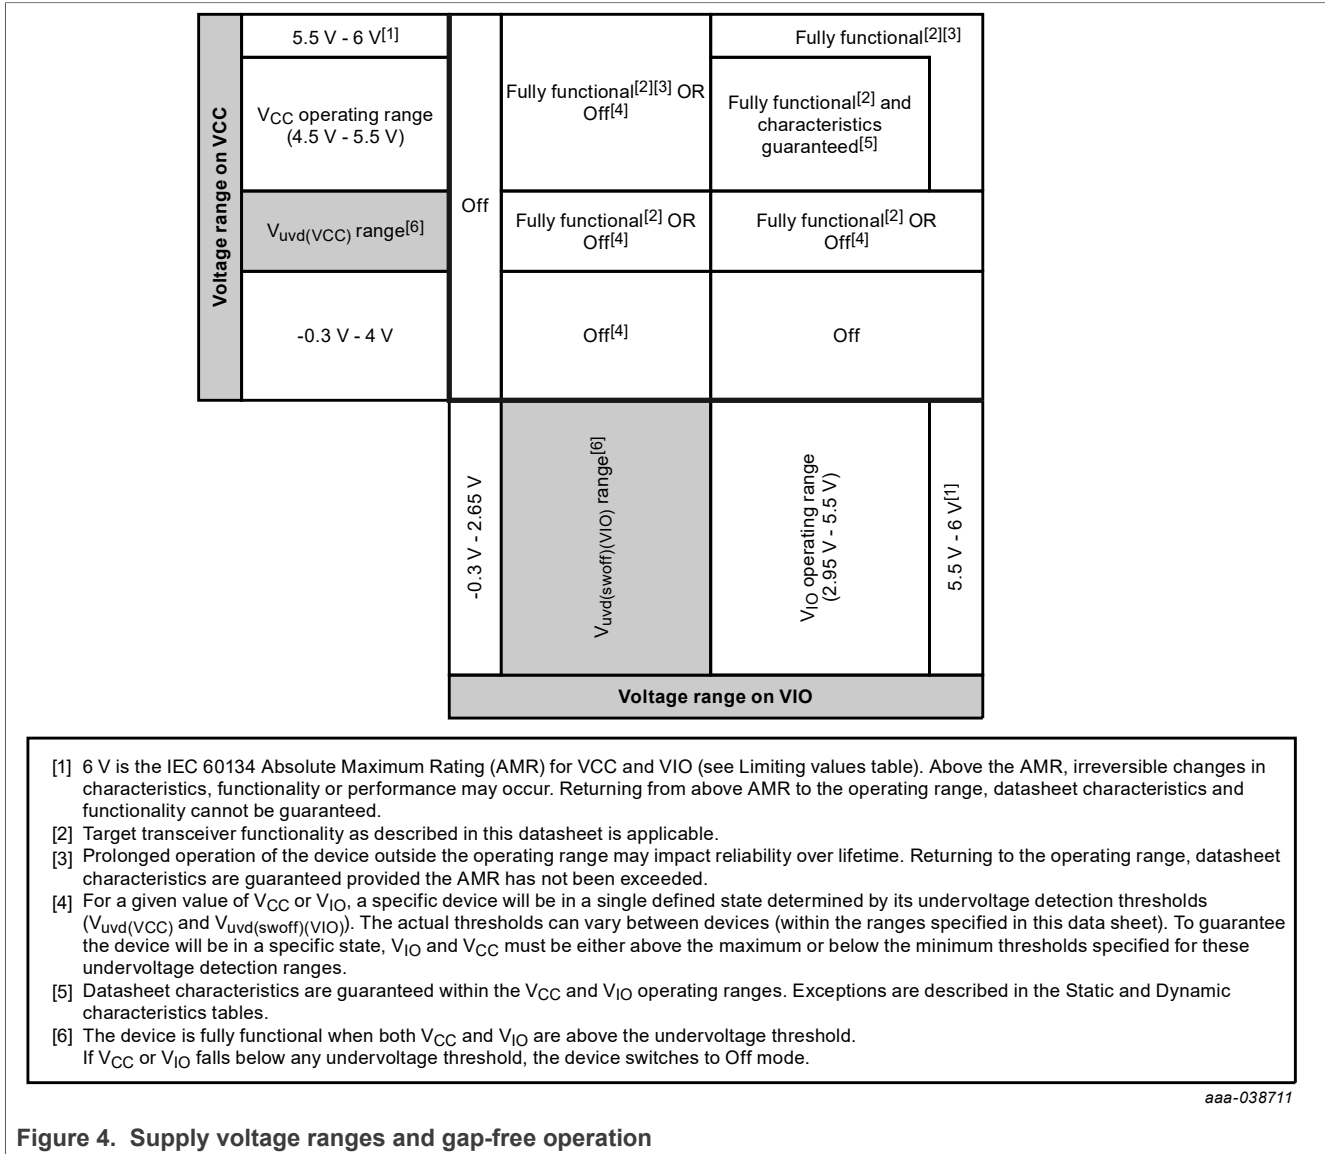 Voltage range on VCC
5.5 V - 6 V[1]
VCC operating range
(4.5 V - 5.5 V)
Vuvd(VCC) range[6]
-0.3 V - 4 V
Off
Fully functional[2][3] OR
Off[4]
Fully functional[2][3]
Fully functional[2] and
characteristics
guaranteed[5]
Fully functional[2] OR
Off[4]
Fully functional[2] OR
Off[4]
Off[4]
Off
-0.3 V - 2.65 V
Vuvd(swoff)(VIO) range[6]
VIO operating range
(2.95 V - 5.5 V)
5.5 V - 6 V[1]
Voltage range on VIO
[1] 6 V is the IEC 60134 Absolute Maximum Rating (AMR) for VCC and VIO (see Limiting values table). Above the AMR, irreversible changes in
characteristics, functionality or performance may occur. Returning from above AMR to the operating range, datasheet characteristics and
functionality cannot be guaranteed.
[2] Target transceiver functionality as described in this datasheet is applicable.
[3] Prolonged operation of the device outside the operating range may impact reliability over lifetime. Returning to the operating range, datasheet
characteristics are guaranteed provided the AMR has not been exceeded.
[4] For a given value of VCC or VIO, a specific device will be in a single defined state determined by its undervoltage detection thresholds
(Vuvd(VCC) and Vuvd(swoff)(VIO)). The actual thresholds can vary between devices (within the ranges specified in this data sheet). To guarantee
the device will be in a specific state, VIO and VCC must be either above the maximum or below the minimum thresholds specified for these
undervoltage detection ranges.
[5] Datasheet characteristics are guaranteed within the VCC and VIO operating ranges. Exceptions are described in the Static and Dynamic
characteristics tables.
[6] The device is fully functional when both VCC and VIO are above the undervoltage threshold.
If VCC or VIO falls below any undervoltage threshold, the device switches to Off mode.
aaa-038711
Figure 4. Supply voltage ranges and gap-free operation